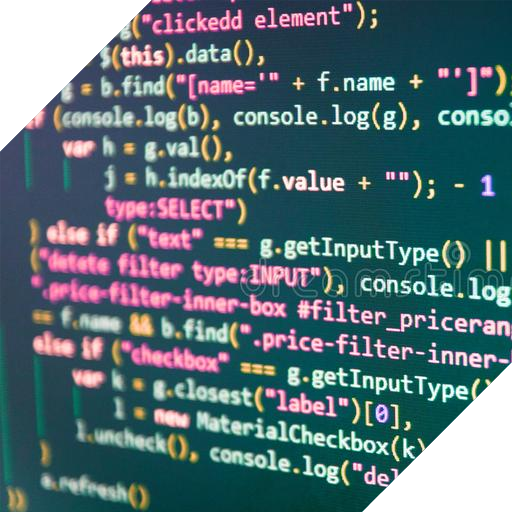 g("clickedd element");
$(this).data(),
g = b.find("[name='" + f.name + "']")
if (console.log(b), console.log(g), conso
var h = g.val(),
j = h.indexOf(f.value + ""); - 1
type:SELECT")
} else if ("text" === g.getInputType() ||
("detete filter type:INPUT"), console.log
".price-filter-inner-box #filter_priceran
== f.name && b.find(".price-filter-inner-
else if ("checkbox" === g.getInputType()
var k = g.closest("label")[0],
l = new MaterialCheckbox(k)
l.uncheck(), console.log("del
}
a.refresh()
})